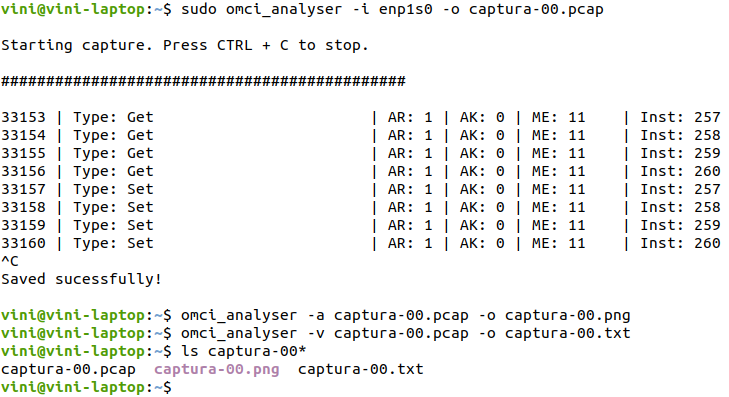 vini@vini-laptop:~$ sudo omci_analyser -i enp1s0 -o captura-00.pcap
Starting capture. Press CTRL + C to stop.
#############################################
33153 | Type: Get | AR: 1 | AK: 0 | ME: 11 | Inst: 257
33154 | Type: Get | AR: 1 | AK: 0 | ME: 11 | Inst: 258
33155 | Type: Get | AR: 1 | AK: 0 | ME: 11 | Inst: 259
33156 | Type: Get | AR: 1 | AK: 0 | ME: 11 | Inst: 260
33157 | Type: Set | AR: 1 | AK: 0 | ME: 11 | Inst: 257
33158 | Type: Set | AR: 1 | AK: 0 | ME: 11 | Inst: 258
33159 | Type: Set | AR: 1 | AK: 0 | ME: 11 | Inst: 259
33160 | Type: Set | AR: 1 | AK: 0 | ME: 11 | Inst: 260
^C
Saved sucessfully!
vini@vini-laptop:~$ omci_analyser -a captura-00.pcap -o captura-00.png
vini@vini-laptop:~$ omci_analyser -v captura-00.pcap -o captura-00.txt
vini@vini-laptop:~$ ls captura-00*
captura-00.pcap captura-00.png captura-00.txt
vini@vini-laptop:~$